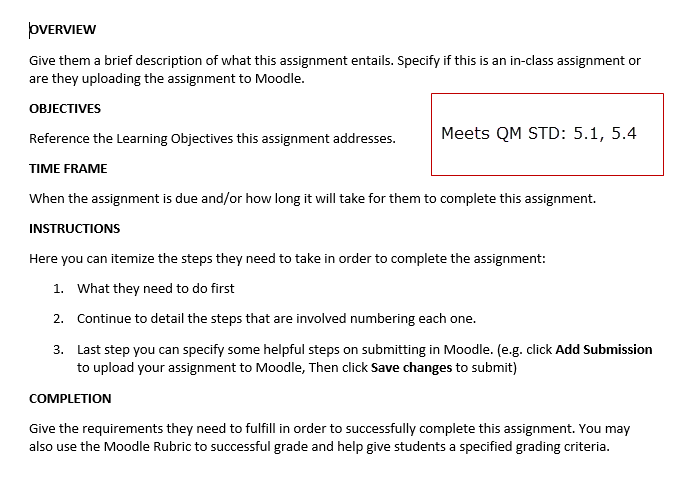 OVERVIEW
Give them a brief description of what this assignment entails. Specify if this is an in-class assignment or
are they uploading the assignment to Moodle.
OBJECTIVES
Meets QM STD: 5.1, 5.4
Reference the Learning Objectives this assignment addresses.
TIME FRAME
When the assignment is due and/or how long it will take for them to complete this assignment.
INSTRUCTIONS
Here you can itemize the steps they need to take in order to complete the assignment:
1. What they need to do first
2. Continue to detail the steps that are involved numbering each one.
3. Last step you can specify some helpful steps on submitting in Moodle. (e.g. click Add Submission
to upload your assignment to Moodle, Then click Save changes to submit)
COMPLETION
Give the requirements they need to fulfill in order to successfully complete this assignment. You may
also use the Moodle Rubric to successful grade and help give students a specified grading criteria.